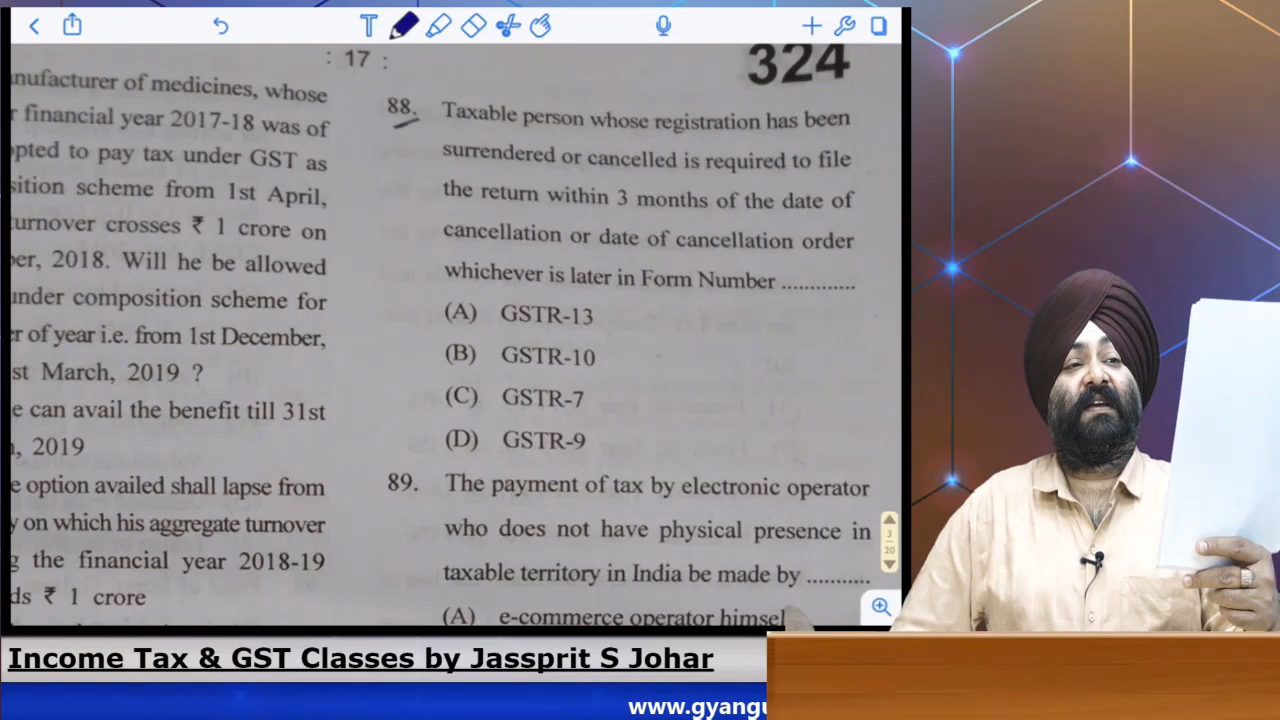 : 17 :
324
nufacturer of medicines, whose
financial year 2017-18 was of
pted to pay tax under GST as
sition scheme from 1st April,
urnover crosses ₹ 1 crore on
er, 2018. Will he be allowed
nder composition scheme for
r of year i.e. from 1st December,
st March, 2019 ?
e can avail the benefit till 31st
, 2019
e option availed shall lapse from
y on which his aggregate turnover
g the financial year 2018-19
ds ₹ 1 crore
88. Taxable person whose registration has been
surrendered or cancelled is required to file
the return within 3 months of the date of
cancellation or date of cancellation order
whichever is later in Form Number .............
(A) GSTR-13
(B) GSTR-10
(C) GSTR-7
(D) GSTR-9
89. The payment of tax by electronic operator
who does not have physical presence in
taxable territory in India be made by ...........
(A) e-commerce operator himsel
3
20
Income Tax & GST Classes by Jassprit S Johar
www.gyangu